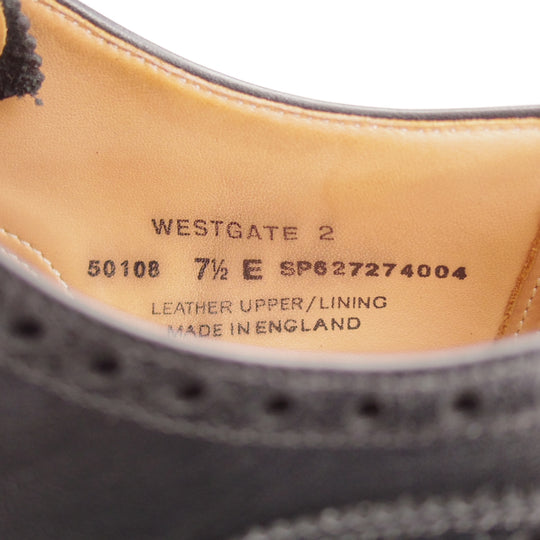 WESTGATE 2
50108 7½ E SP627274004
LEATHER UPPER/LINING
MADE IN ENGLAND